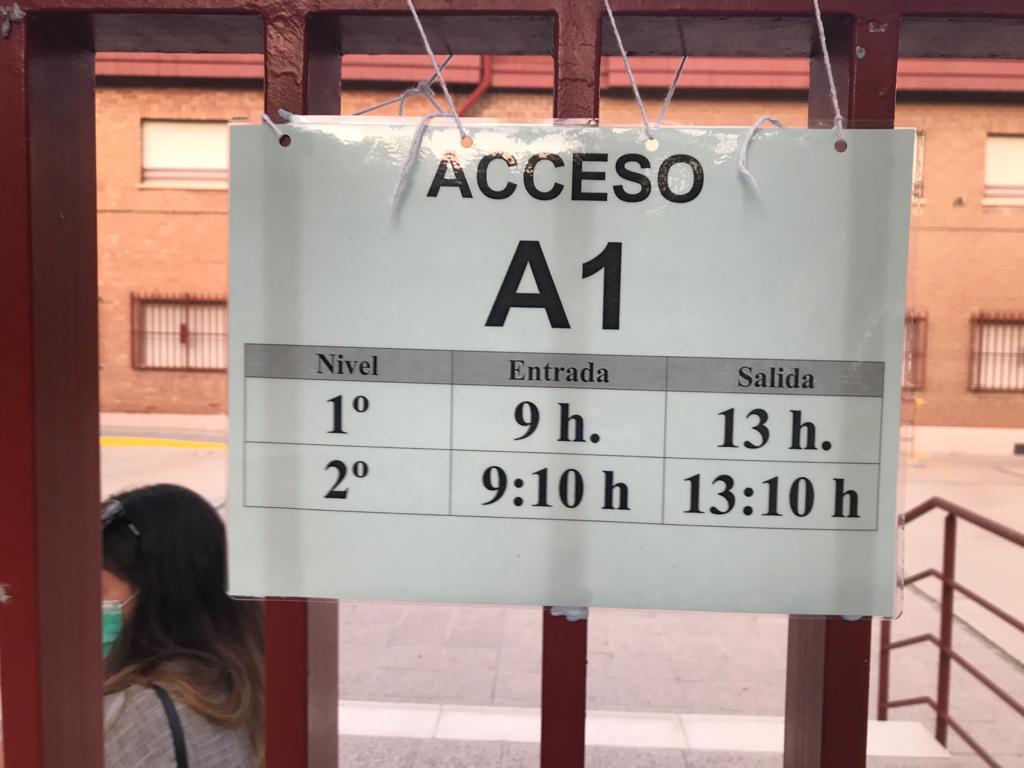 ACCESO
A1
Nivel Entrada Salida
1º 9 h. 13 h.
2º 9:10 h 13:10 h